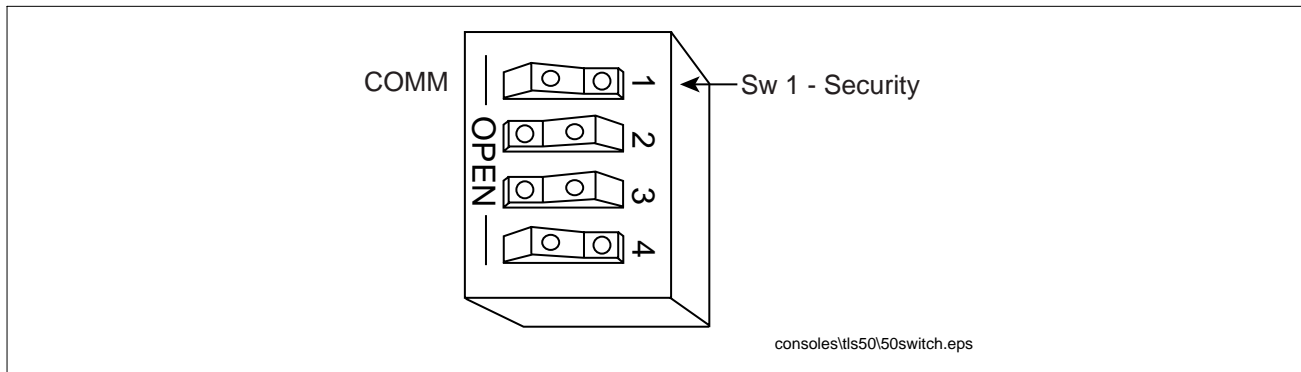 COMM
OPEN
1
2
3
4
Sw 1 - Security
consoles\tls50\50switch.eps